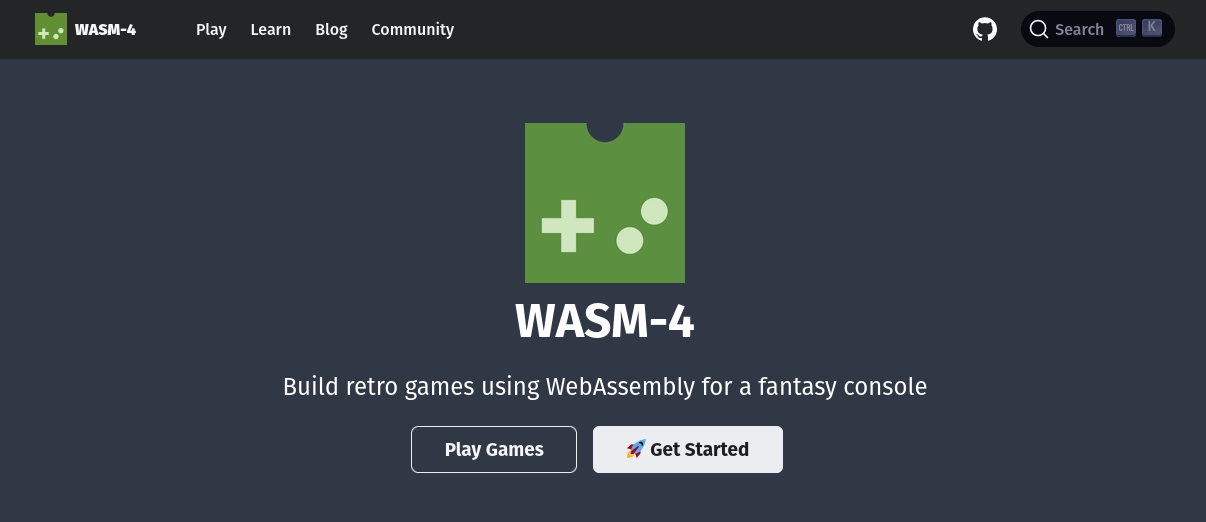 WASM-4 Play Learn Blog Community Search CTRL K
WASM-4
Build retro games using WebAssembly for a fantasy console
Play Games 🚀 Get Started